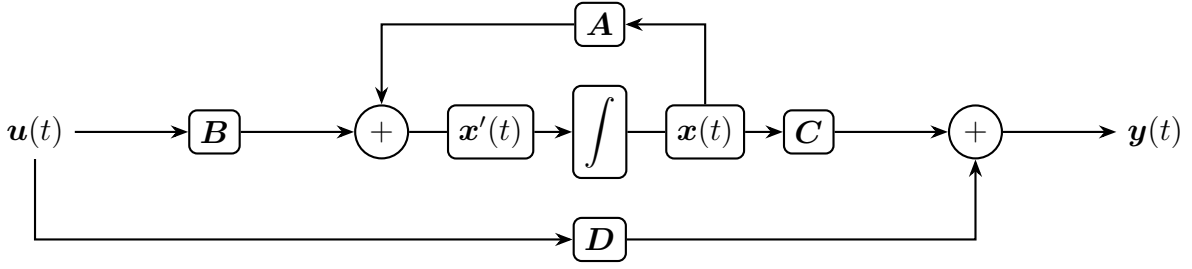 A
u(t) B + x′(t) ∫ x(t) C + y(t)
D